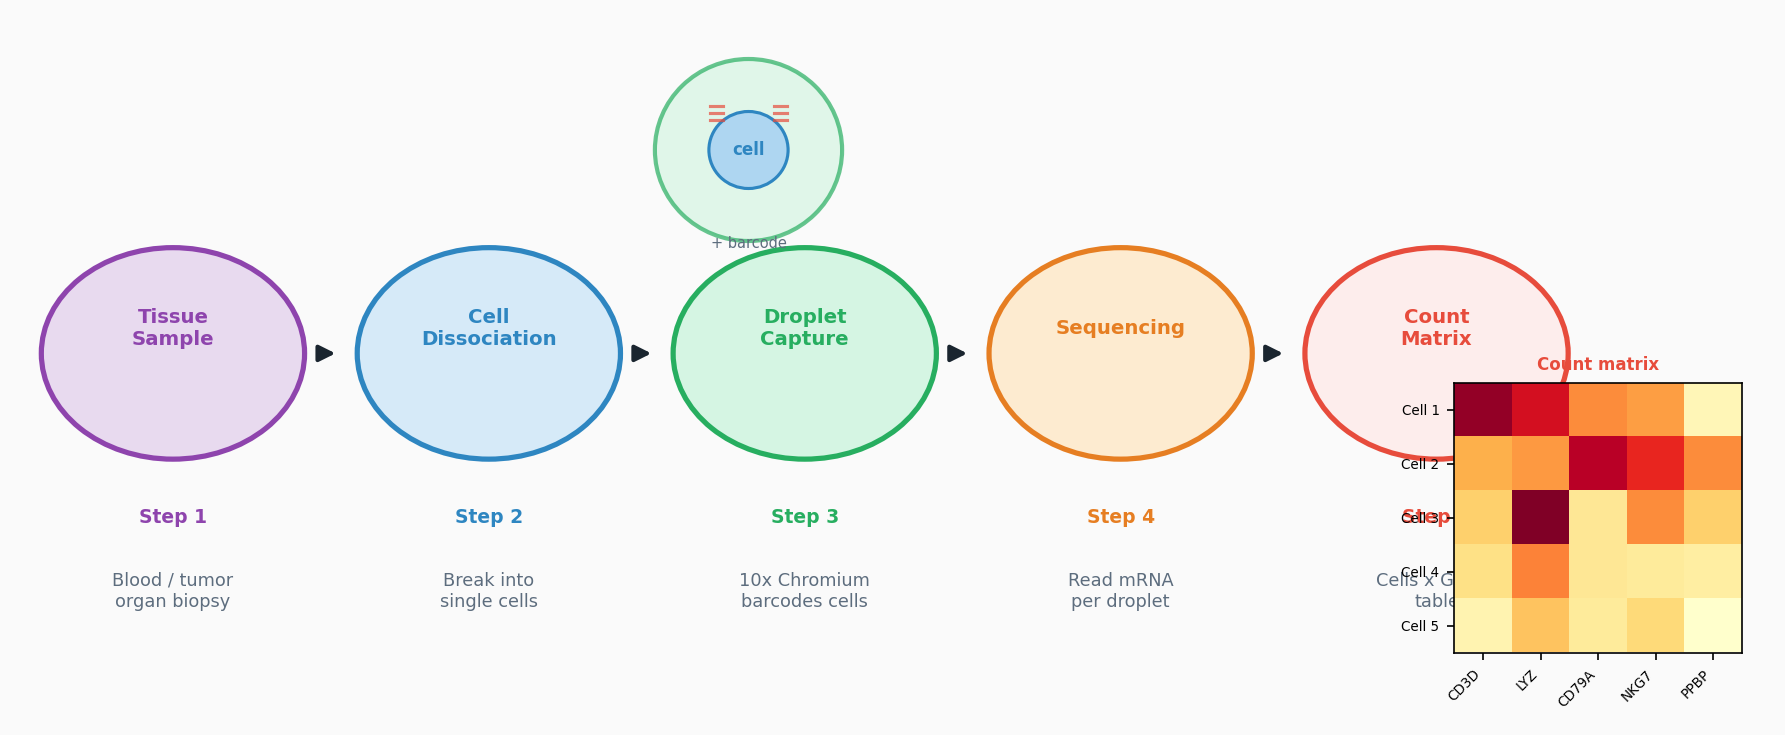 cell
+ barcode
Tissue
Sample
Cell
Dissociation
Droplet
Capture
Sequencing
Count
Matrix
Step 1
Step 2
Step 3
Step 4
Step
Blood / tumor
organ biopsy
Break into
single cells
10x Chromium
barcodes cells
Read mRNA
per droplet
Cells x G
table
Count matrix
Cell 1
Cell 2
Cell 3
Cell 4
Cell 5
CD3D
LYZ
CD79A
NKG7
PPBP